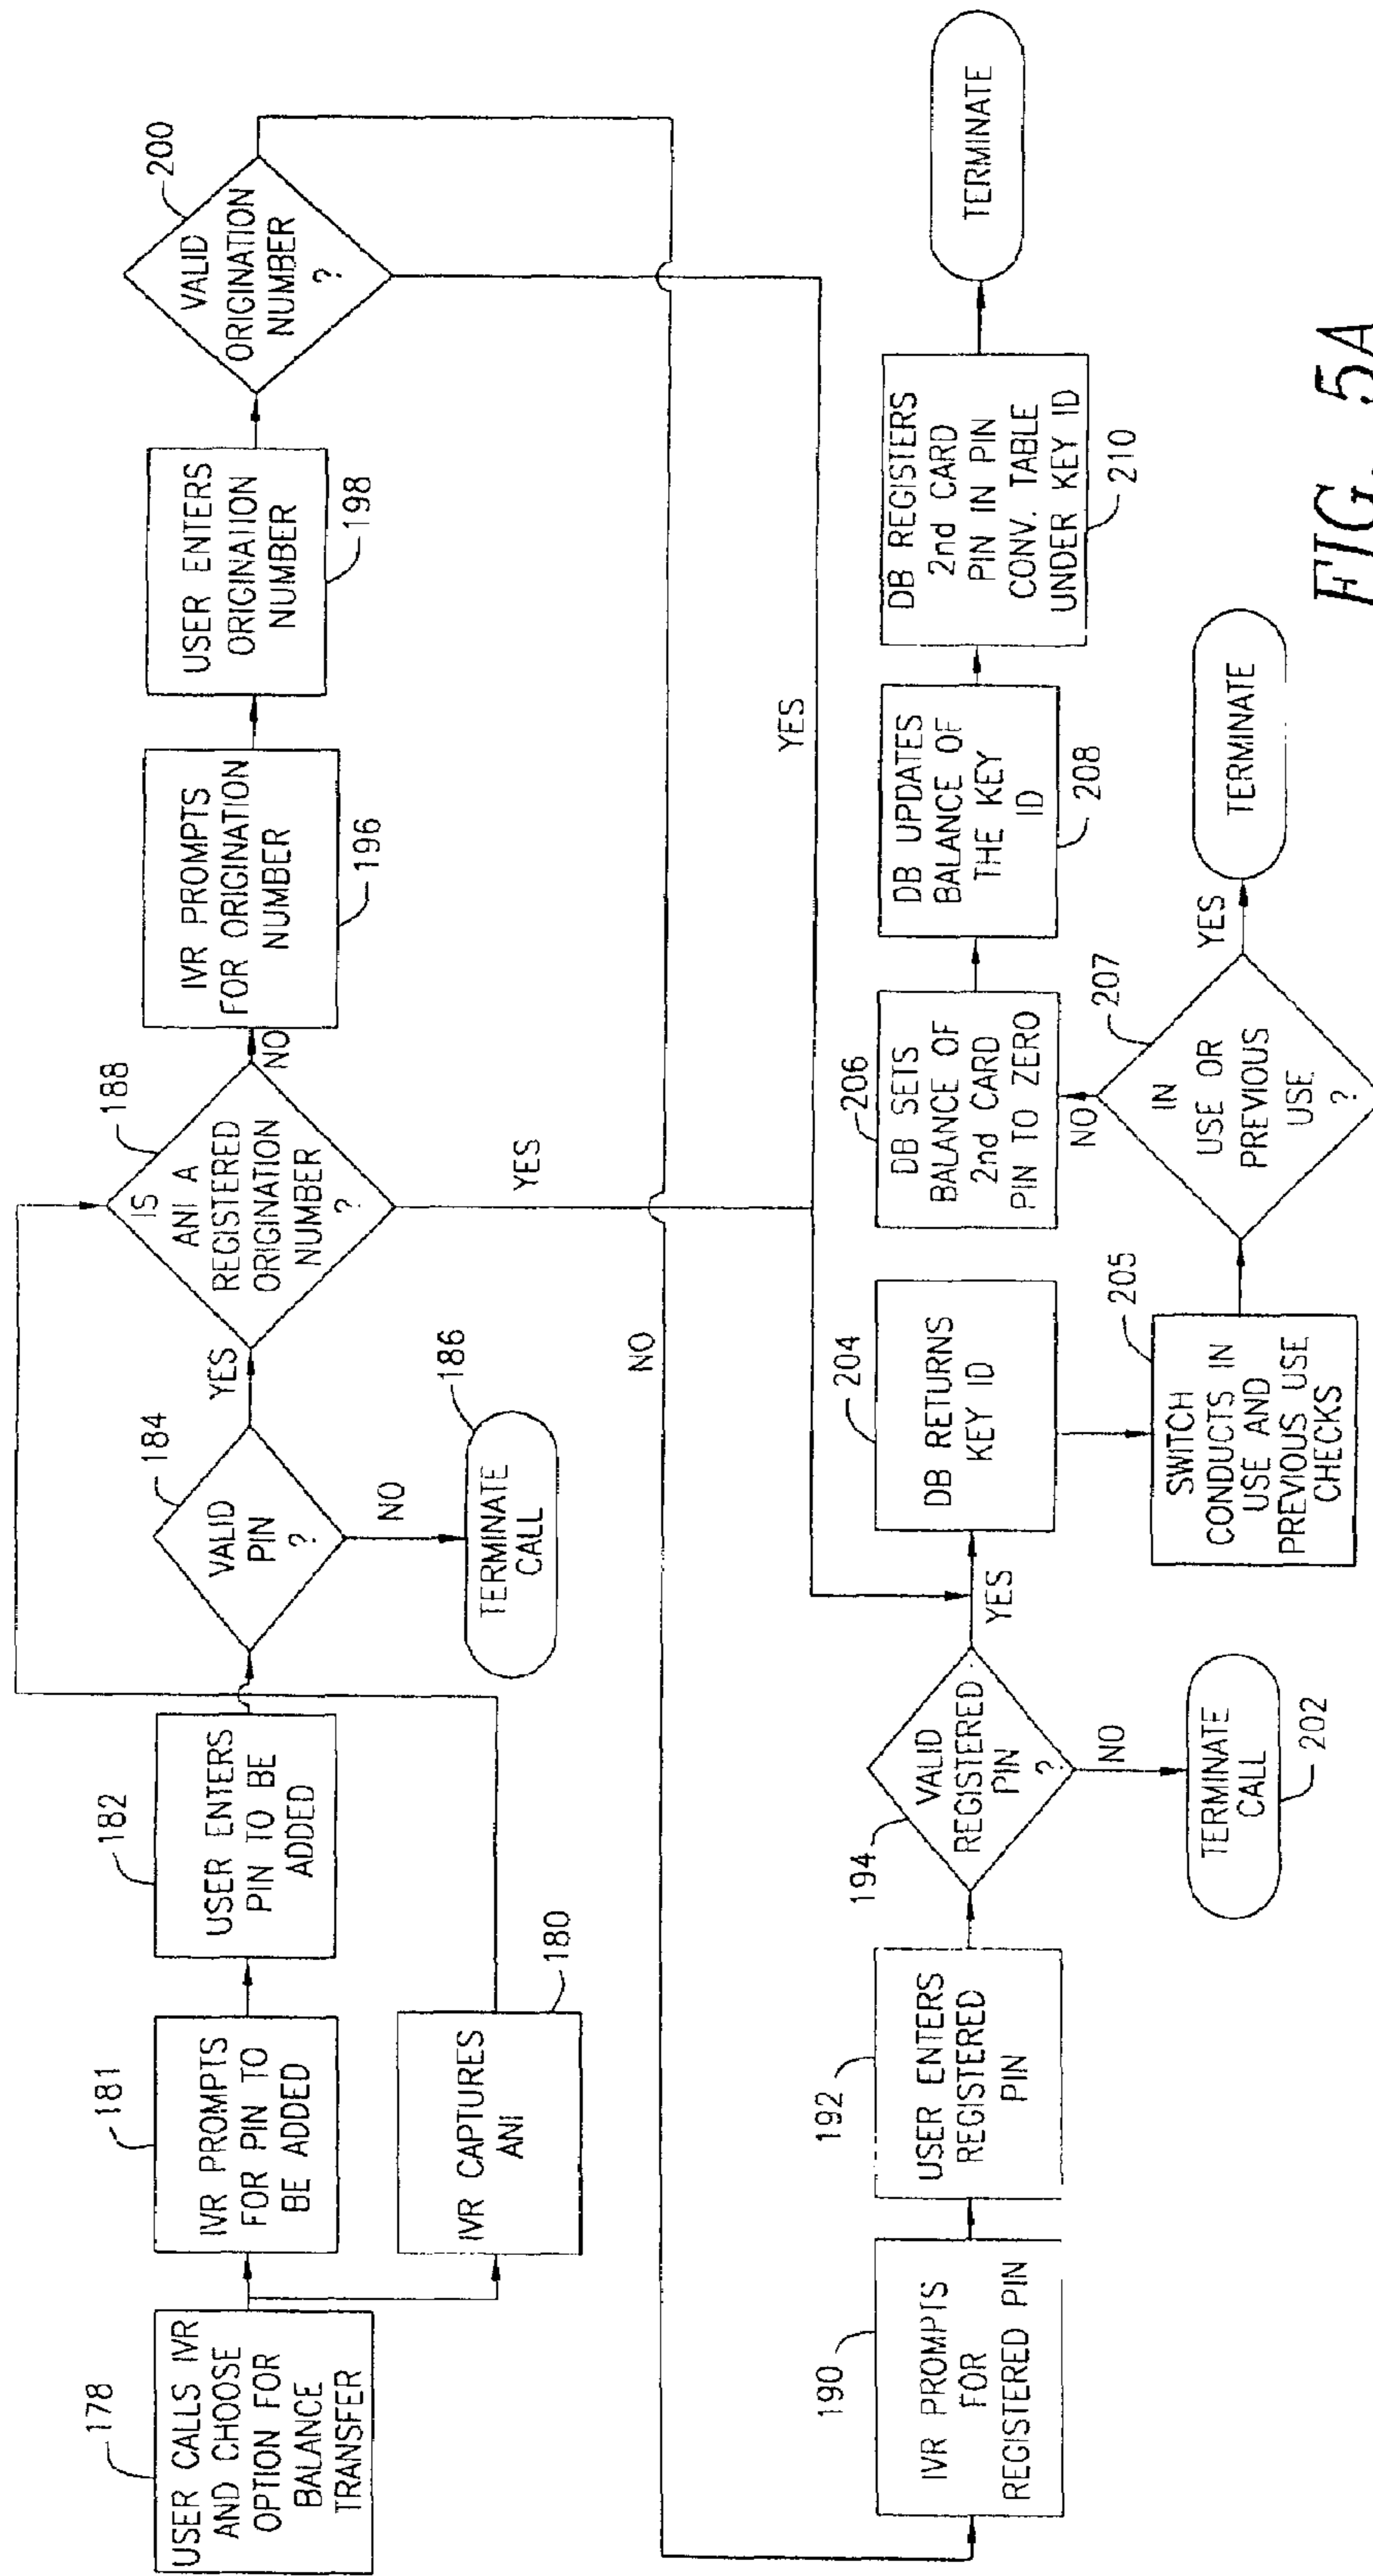 178
USER CALLS IVR
AND CHOOSE
OPTION FOR
BALANCE
TRANSFER
181
IVR PROMPTS
FOR PIN TO
BE ADDED
182
USER ENTERS
PIN TO BE
ADDED
IVR CAPTURES
ANI
180
184
VALID
PIN
?
YES
NO
186
TERMINATE
CALL
188
IS
ANI A
REGISTERED
ORIGINATION
NUMBER
?
NO
YES
IVR PROMPTS
FOR ORIGINATION
NUMBER
196
USER ENTERS
ORIGINATION
NUMBER
198
200
VALID
ORIGINATION
NUMBER
?
NO
YES
190
IVR PROMPTS
FOR
REGISTERED PIN
192
USER ENTERS
REGISTERED
PIN
194
VALID
REGISTERED
PIN
?
YES
NO
TERMINATE
CALL
202
204
DB RETURNS
KEY ID
205
SWITCH
CONDUCTS IN
USE AND
PREVIOUS USE
CHECKS
207
IN
USE OR
PREVIOUS
USE
?
NO
YES
TERMINATE
206
DB SETS
BALANCE OF
2nd CARD
PIN TO ZERO
DB UPDATES
BALANCE OF
THE KEY
ID
208
DB REGISTERS
2nd CARD
PIN IN PIN
CONV. TABLE
UNDER KEY ID
210
TERMINATE
FIG. 5A